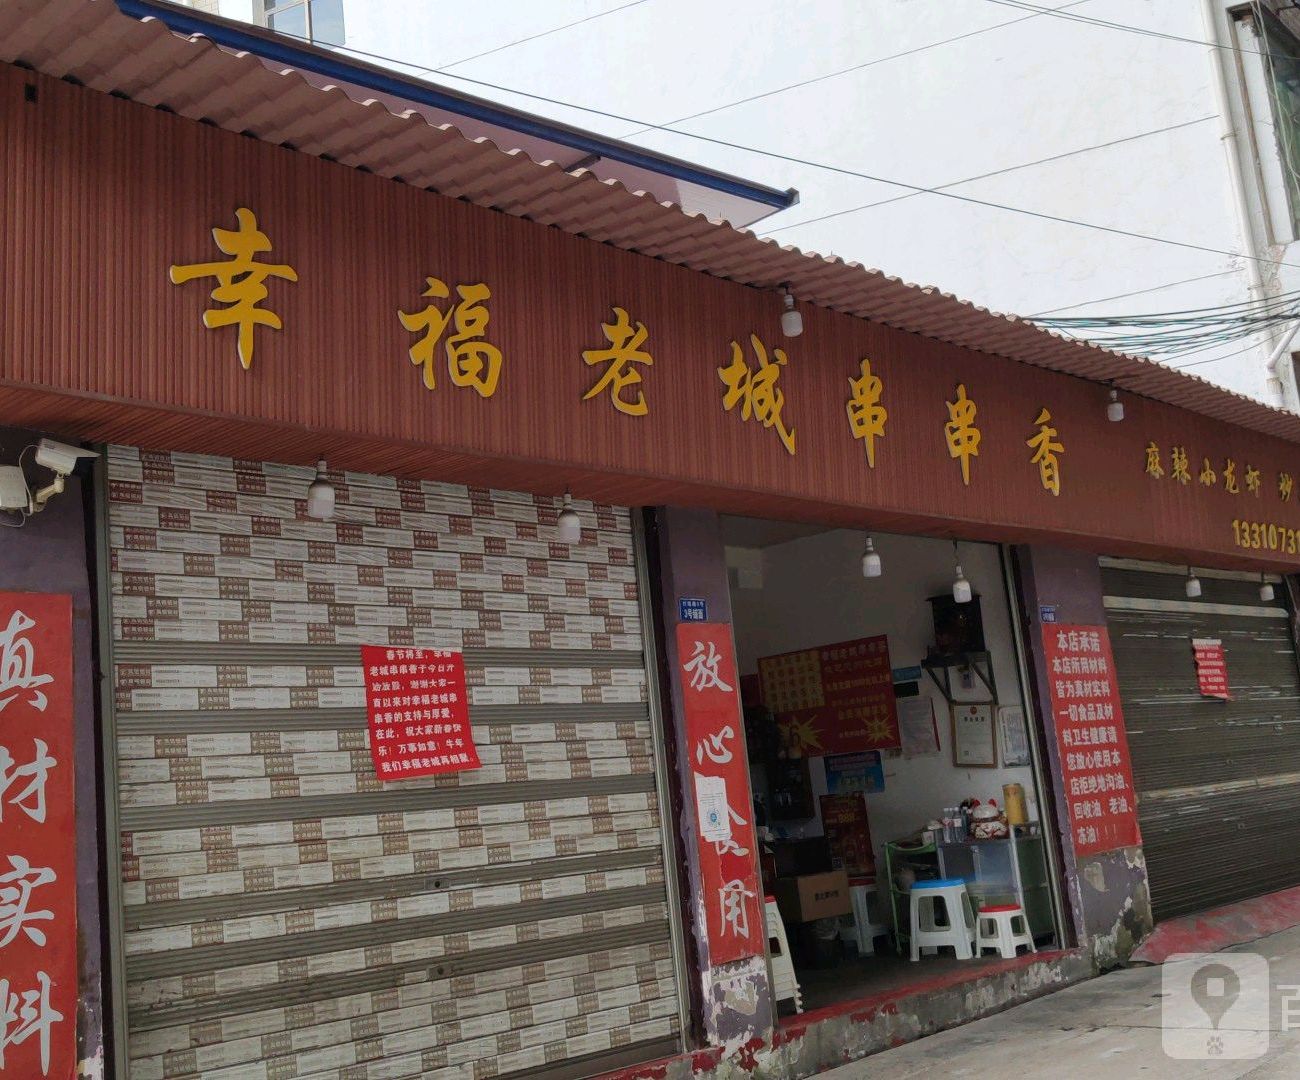 幸福老城串串香
麻辣小龙虾 炒
1331073
真材实料
春节将至，幸福
老城串串香于今日开
始放假，谢谢大家一
直以来对幸福老城串
串香的支持与厚爱，
在此，祝大家新春快
乐！万事如意！牛年
我们幸福老城再相聚。
3号铺面
放心食用
本店承诺
本店所用材料
皆为真材实料
一切食品及材
料卫生健康请
您放心使用本
店拒绝地沟油、
回收油、老油、
冻油！！！